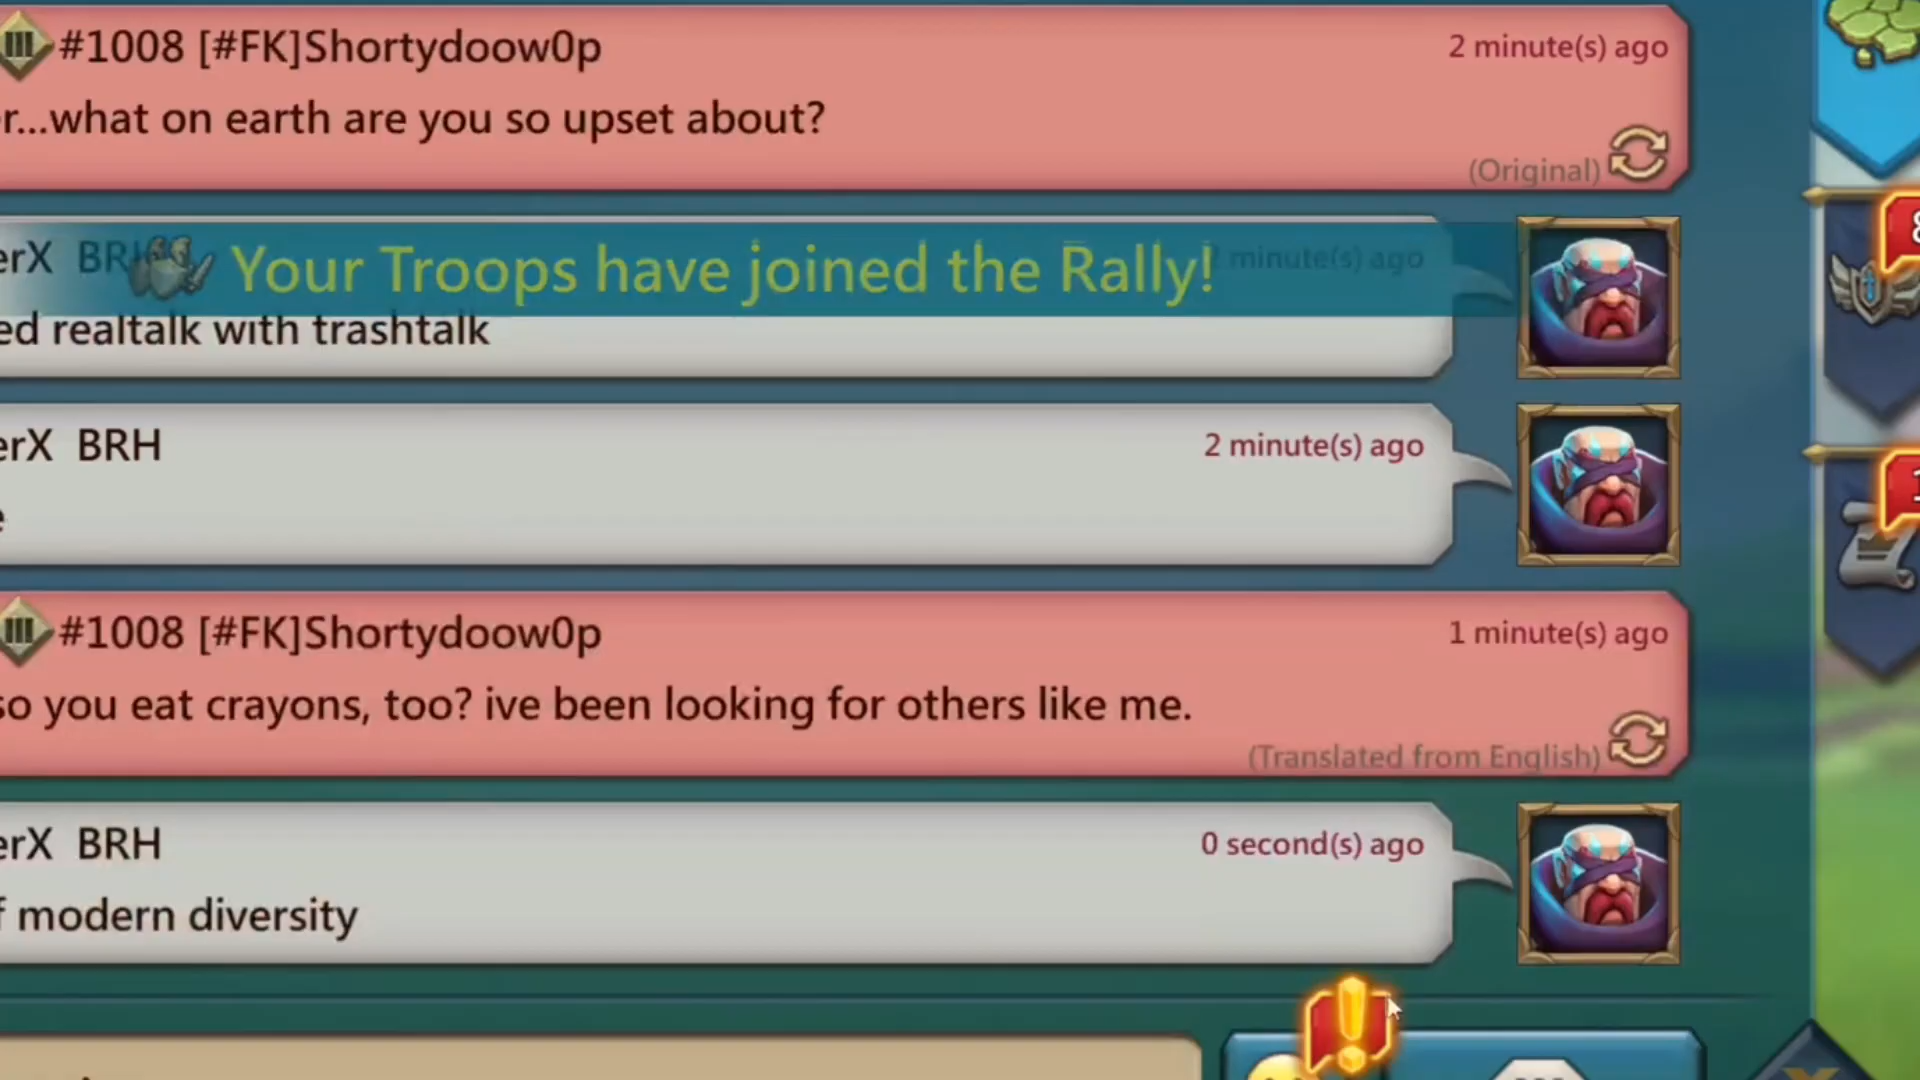 #1008 [#FK]Shortydoow0p
2 minute(s) ago
r...what on earth are you so upset about?
(Original)
erX BRH
minute(s) ago
Your Troops have joined the Rally!
ed realtalk with trashtalk
erX BRH
2 minute(s) ago
e
#1008 [#FK]Shortydoow0p
1 minute(s) ago
so you eat crayons, too? ive been looking for others like me.
(Translated from English)
erX BRH
0 second(s) ago
f modern diversity